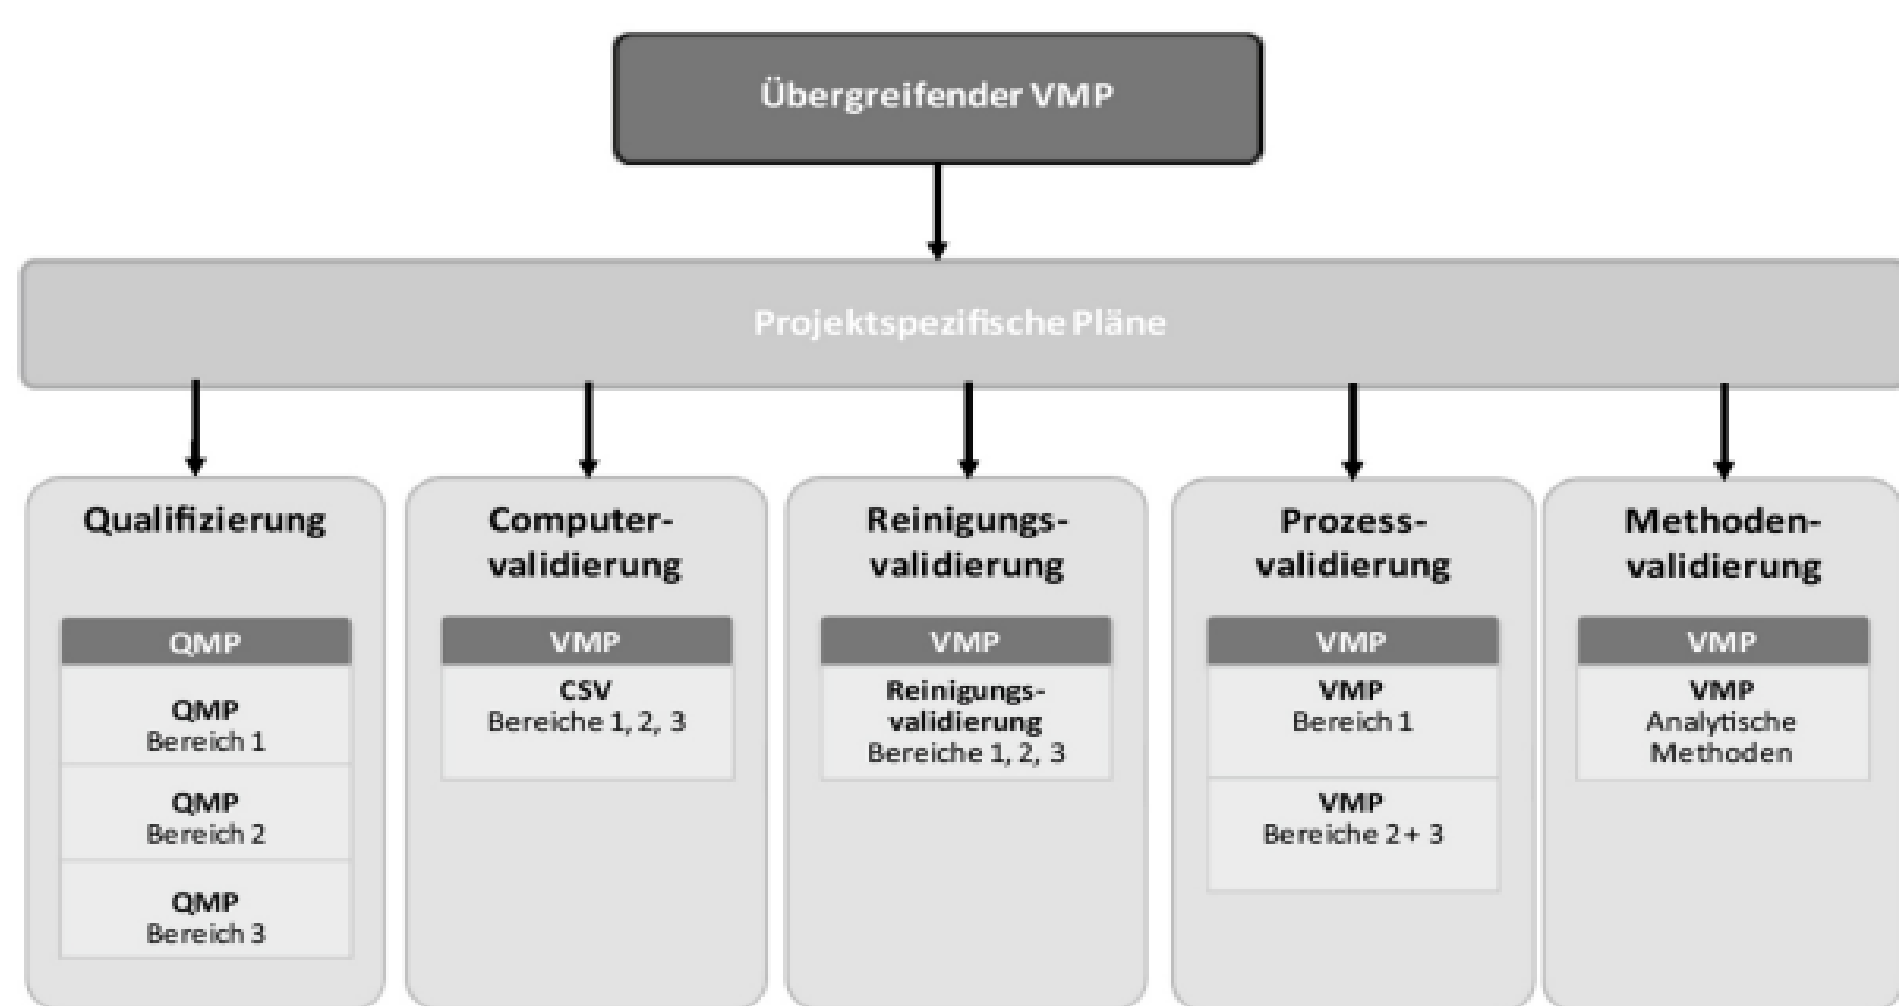 Übergreifender VMP
Projektspezifische Pläne
Qualifizierung
QMP
QMP
Bereich 1
QMP
Bereich 2
QMP
Bereich 3
Computer-
validierung
VMP
CSV
Bereiche 1, 2, 3
Reinigungs-
validierung
VMP
Reinigungs-
validierung
Bereiche 1, 2, 3
Prozess-
validierung
VMP
VMP
Bereich 1
VMP
Bereiche 2 + 3
Methoden-
validierung
VMP
VMP
Analytische
Methoden